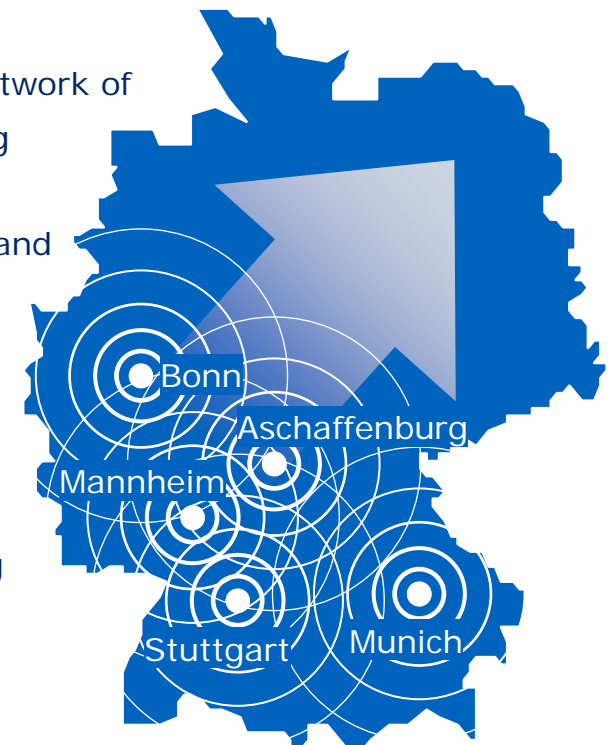 twork of
g
and
Bonn
Aschaffenburg
Mannheim
g
Stuttgart
Munich